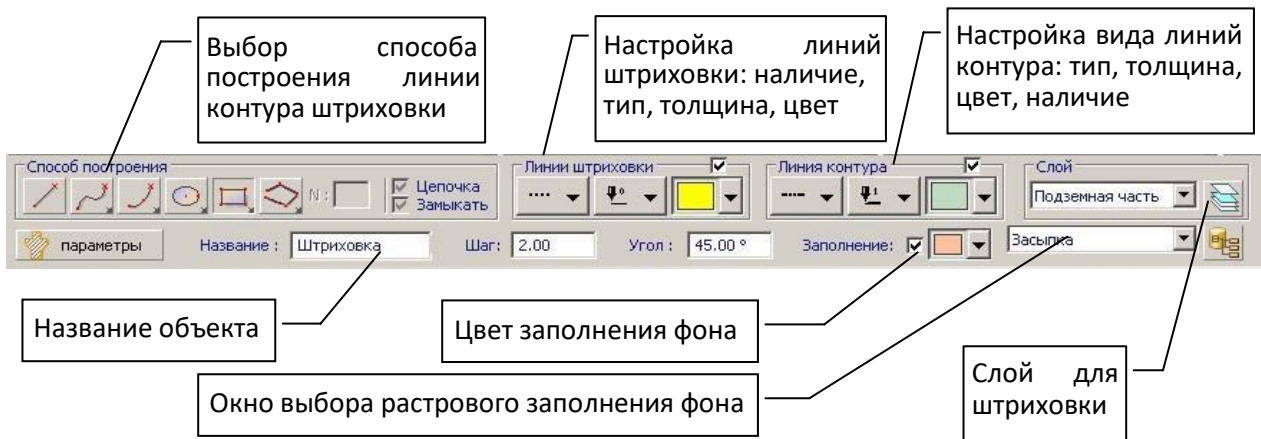 Выбор способа
построения линии
контура штриховки
Настройка линий
штриховки: наличие,
тип, толщина, цвет
Настройка вида линий
контура: тип, толщина,
цвет, наличие
Способ построения
N:
Цепочка
Замыкать
Линии штриховки
0
Линия контура
1
Слой
Подземная часть
параметры
Название :
Штриховка
Шаг:
2.00
Угол :
45.00 °
Заполнение:
Засыпка
Название объекта
Цвет заполнения фона
Окно выбора растрового заполнения фона
Слой для
штриховки